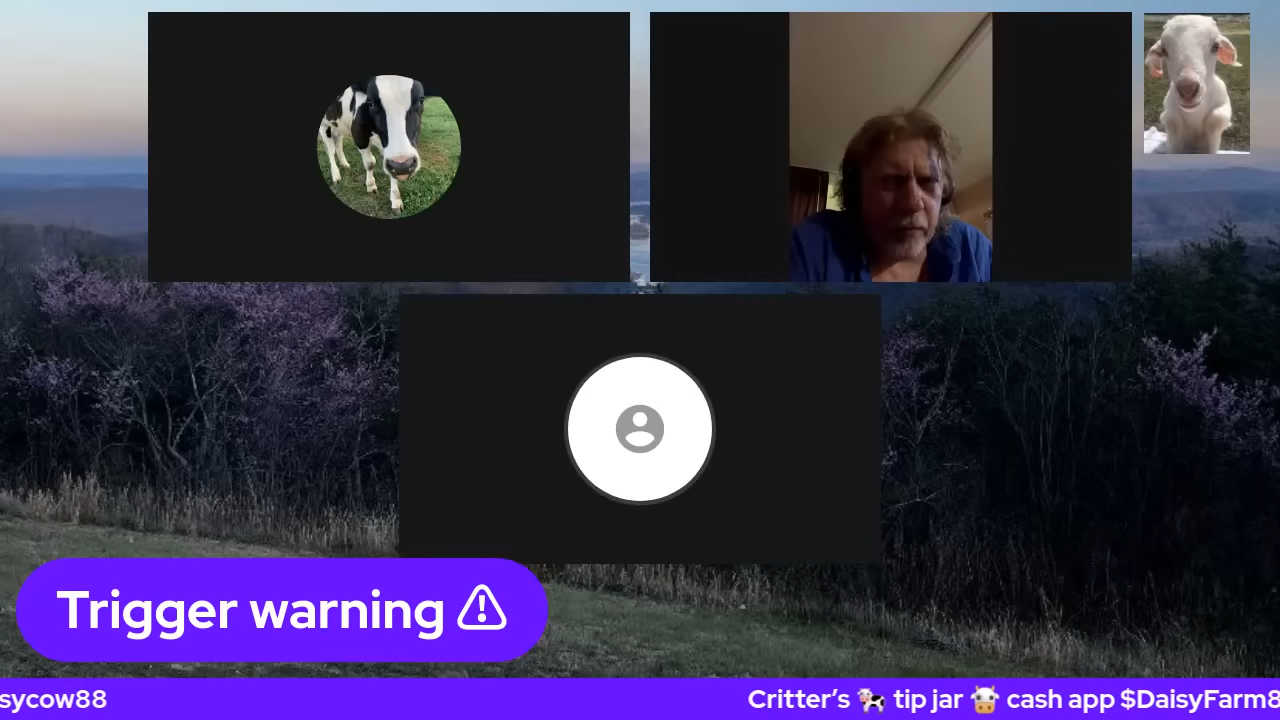 Trigger warning ⚠
sycow88 Critter's 🐄 tip jar 🐮 cash app $DaisyFarm8